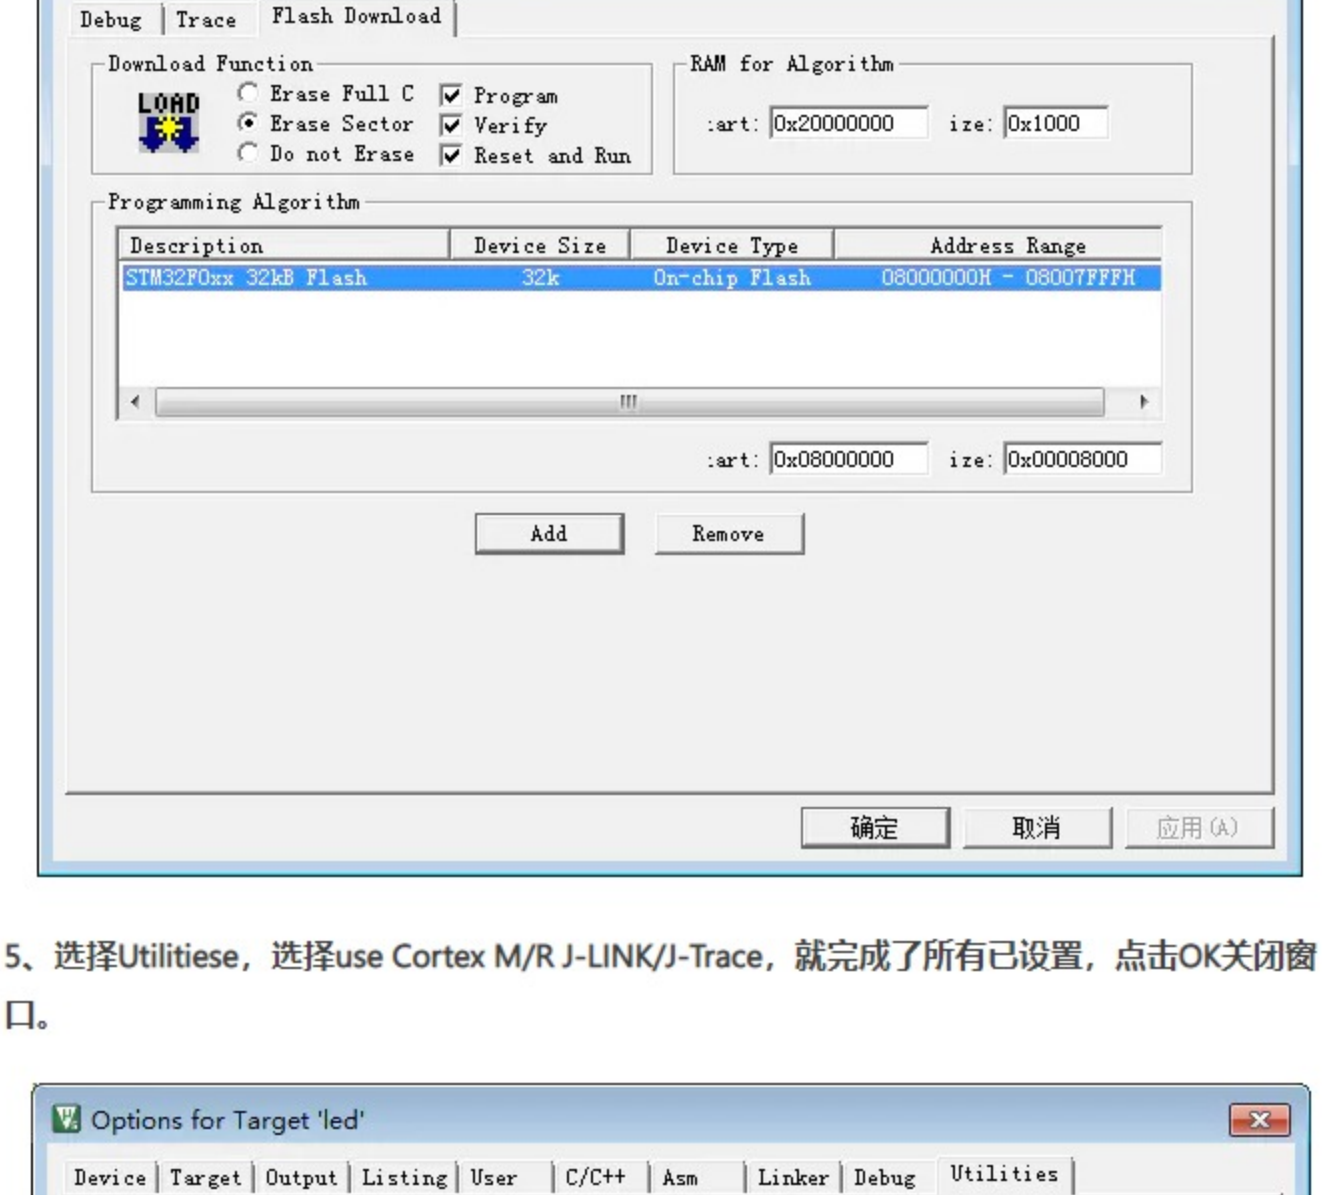 Debug Trace Flash Download
Download Function RAM for Algorithm
LOAD Erase Full C Program
Erase Sector Verify :art: 0x20000000 ize: 0x1000
Do not Erase Reset and Run
Programming Algorithm
Description Device Size Device Type Address Range
STM32F0xx 32kB Flash 32k On-chip Flash 08000000H - 08007FFFH
:art: 0x08000000 ize: 0x00008000
Add Remove
确定 取消 应用(A)
5、选择Utilitiese，选择use Cortex M/R J-LINK/J-Trace，就完成了所有已设置，点击OK关闭窗
口。
Options for Target 'led'
Device Target Output Listing User C/C++ Asm Linker Debug Utilities